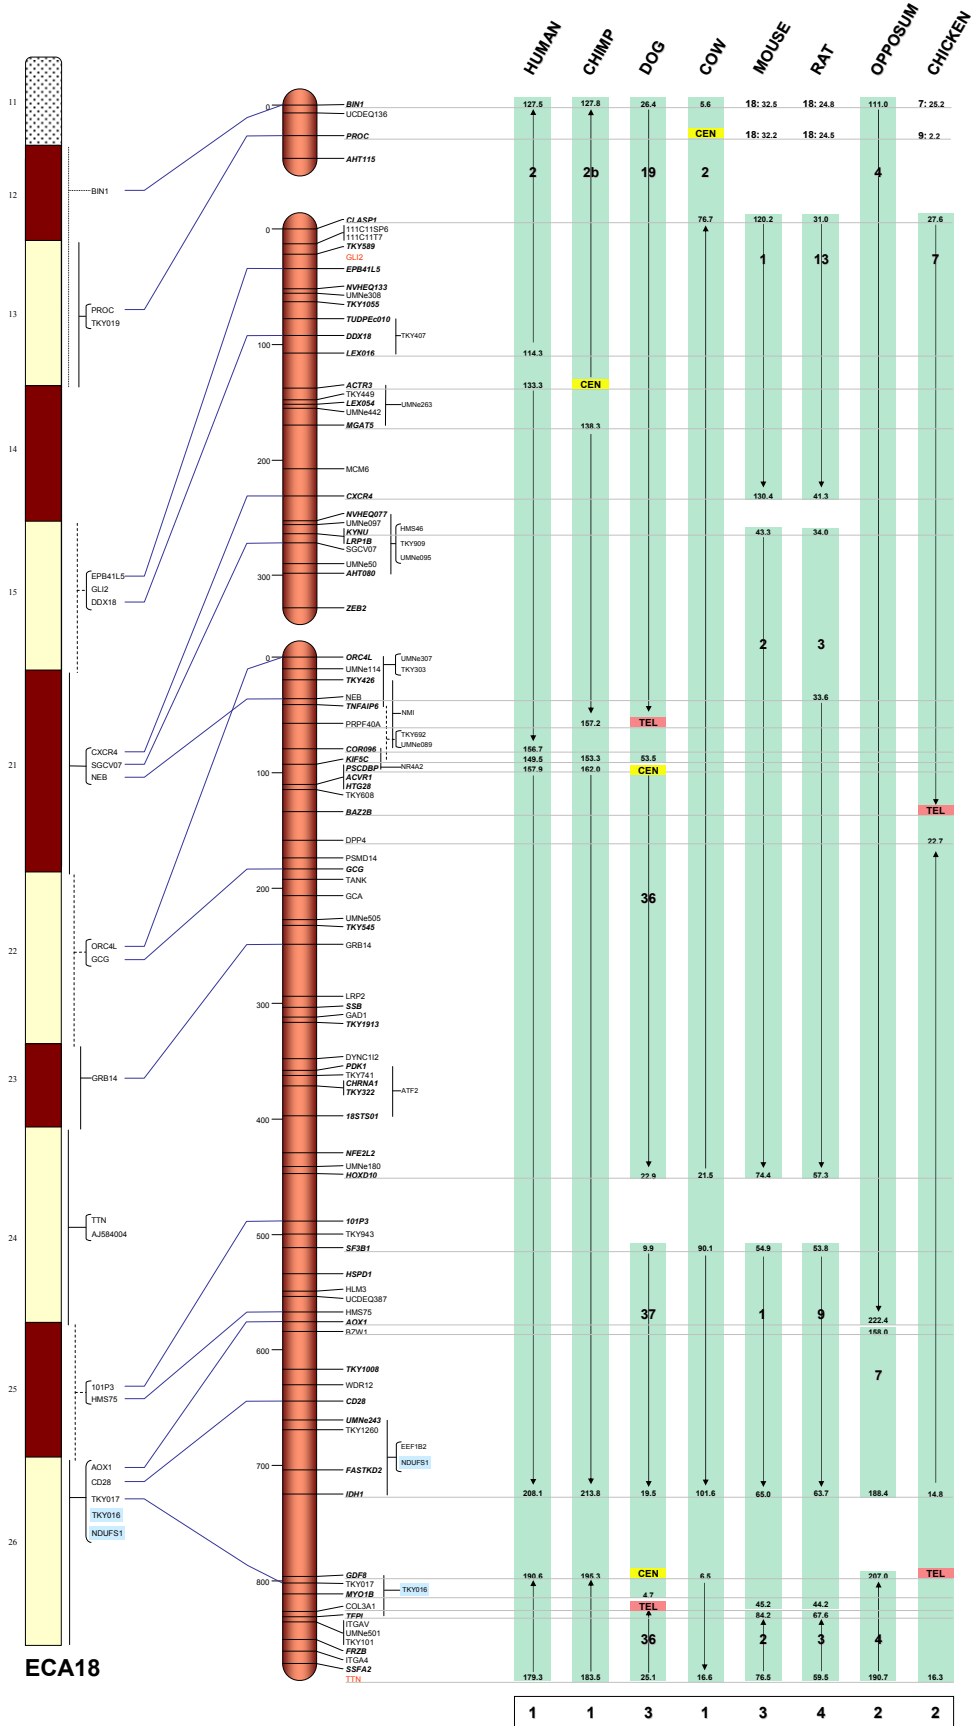 HUMAN CHIMP DOG COW MOUSE RAT OPPOSUM CHICKEN
11
12
13
14
15
21
22
23
24
25
26
ECA18
BIN1
PROC
TKY019
EPB41L5
GLI2
DDX18
CXCR4
SGCV07
NEB
ORC4L
GCG
GRB14
TTN
AJ584004
101P3
HMS75
AOX1
CD28
TKY017
TKY016
NDUFS1
0 BIN1 127.5 127.8 26.4 5.6 18: 32.5 18: 24.8 111.0 7: 25.2
UCDEQ136
PROC CEN 18: 32.2 18: 24.5 9: 2.2
AHT115
2 2b 19 2 4
CLASP1 76.7 120.2 31.0 27.6
0
111C11SP6
111C11T7
TKY589
GLI2 1 13 7
EPB41L5
NVHEQ133
UMNe308
TKY1055
TUDPEc010
DDX18 TKY407
100
LEX016 114.3
ACTR3 133.3 CEN
TKY449
LEX054 UMNe263
UMNe442
MGAT5 138.3
200
MCM6
CXCR4 130.4 41.3
NVHEQ077
UMNe097 HMS46
KYNU 43.3 34.0
LRP1B TKY909
SGCV07
UMNe095
UMNe50
AHT080
300
ZEB2
2 3
0 ORC4L UMNe307
UMNe114 TKY303
TKY426
NEB 33.6
TNFAIP6 NMI
PRPF40A 157.2 TEL
TKY692
UMNe089
COR096 156.7
KIF5C 149.5 153.3 53.5
PSCDBP NR4A2 157.9 162.0 CEN
100
ACVR1
HTG28
TKY608
BAZ2B TEL
DPP4 22.7
PSMD14
GCG
TANK
200
GCA 36
UMNe505
TKY545
GRB14
LRP2
300
SSB
GAD1
TKY1913
DYNC1I2
PDK1
TKY741
CHRNA1
TKY322 ATF2
18STS01
400
NFE2L2
UMNe180
HOXD10 22.9 21.5 74.4 57.3
101P3
500 TKY943
SF3B1 9.9 90.1 54.9 53.8
HSPD1
HLM3
UCDEQ387
HMS75 37 1 9
AOX1 222.4
BZW1 158.0
600
TKY1008 7
WDR12
CD28
UMNe243
TKY1260
EEF1B2
NDUFS1
700
FASTKD2
IDH1 208.1 213.8 19.5 101.6 65.0 63.7 188.4 14.8
GDF8 190.6 195.3 CEN 6.5 207.0 TEL
800 TKY017 TKY016
MYO1B 4.7
COL3A1 TEL 45.2 44.2
TFPI 84.2 67.6
ITGAV
UMNe501
TKY101 36 2 3 4
FRZB
ITGA4
SSFA2
TTN 179.3 183.5 25.1 16.6 76.5 59.5 190.7 16.3
1 1 3 1 3 4 2 2